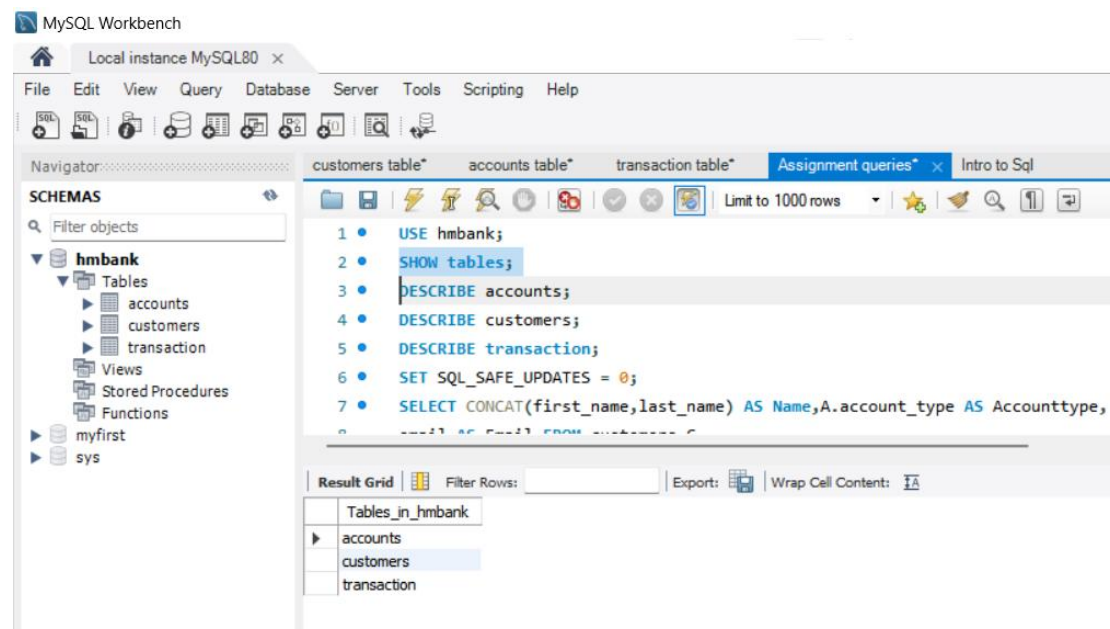 MySQL Workbench
Local instance MySQL80 ×
File Edit View Query Database Server Tools Scripting Help
Navigator
SCHEMAS
Filter objects
hmbank
Tables
accounts
customers
transaction
Views
Stored Procedures
Functions
myfirst
sys
customers table* accounts table* transaction table* Assignment queries* × Intro to Sql
Limit to 1000 rows
1 USE hmbank;
2 SHOW tables;
3 DESCRIBE accounts;
4 DESCRIBE customers;
5 DESCRIBE transaction;
6 SET SQL_SAFE_UPDATES = 0;
7 SELECT CONCAT(first_name,last_name) AS Name,A.account_type AS Accounttype,
Result Grid Filter Rows: Export: Wrap Cell Content:
Tables_in_hmbank
accounts
customers
transaction